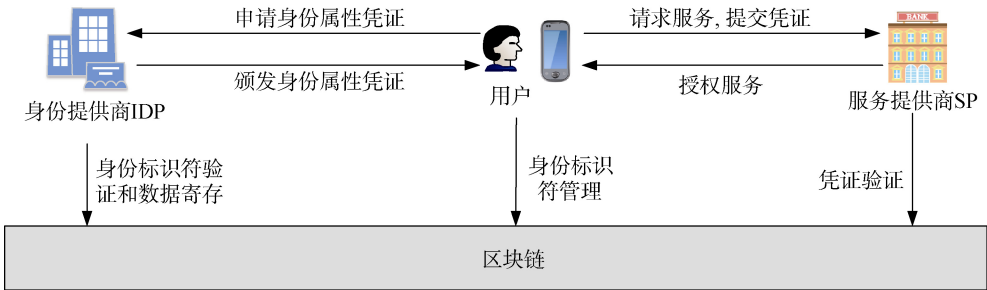 申请身份属性凭证
请求服务, 提交凭证
BANK
颁发身份属性凭证
授权服务
身份提供商IDP
用户
服务提供商SP
身份标识符验
证和数据寄存
身份标识
符管理
凭证验证
区块链